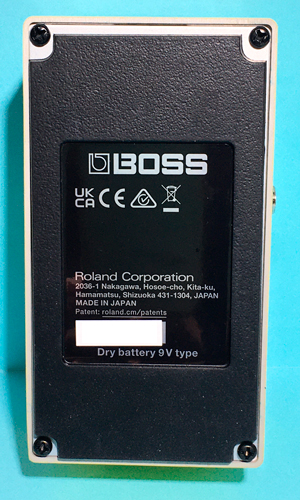 BOSS
UK
CA CE
Roland Corporation
2036-1 Nakagawa, Hosoe-cho, Kita-ku,
Hamamatsu, Shizuoka 431-1304, JAPAN
MADE IN JAPAN
Patent: roland.cm/patents
Dry battery 9V type